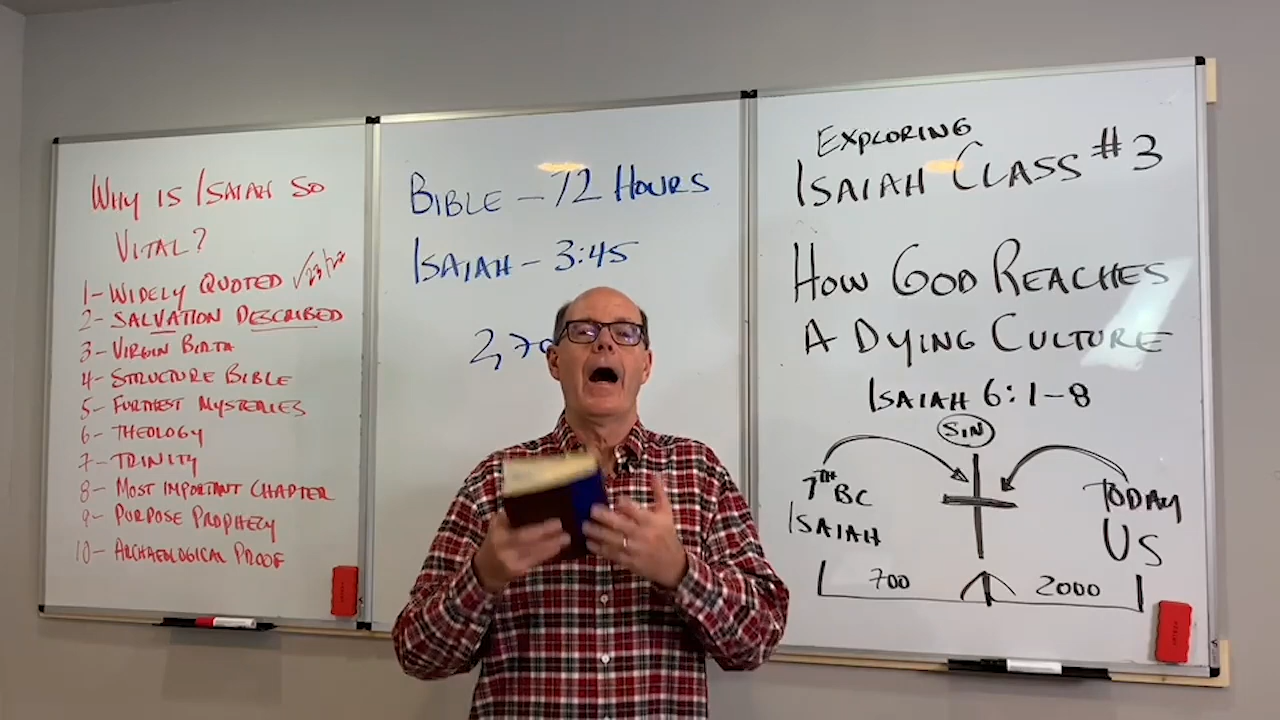 WHY IS ISAIAH SO
VITAL?
1- WIDELY QUOTED
2- SALVATION DESCRIBED
3- VIRGIN BIRTH
4- STRUCTURE BIBLE
5- FURTHEST MYSTERIES
6- THEOLOGY
7- TRINITY
8- MOST IMPORTANT CHAPTER
9- PURPOSE PROPHECY
10- ARCHAEOLOGICAL PROOF
BIBLE - 72 HOURS
ISAIAH - 3:45
2,70
EXPLORING
ISAIAH CLASS #3
HOW GOD REACHES
A DYING CULTURE
ISAIAH 6:1-8
SIN
7TH BC
ISAIAH
TODAY
US
700
2000